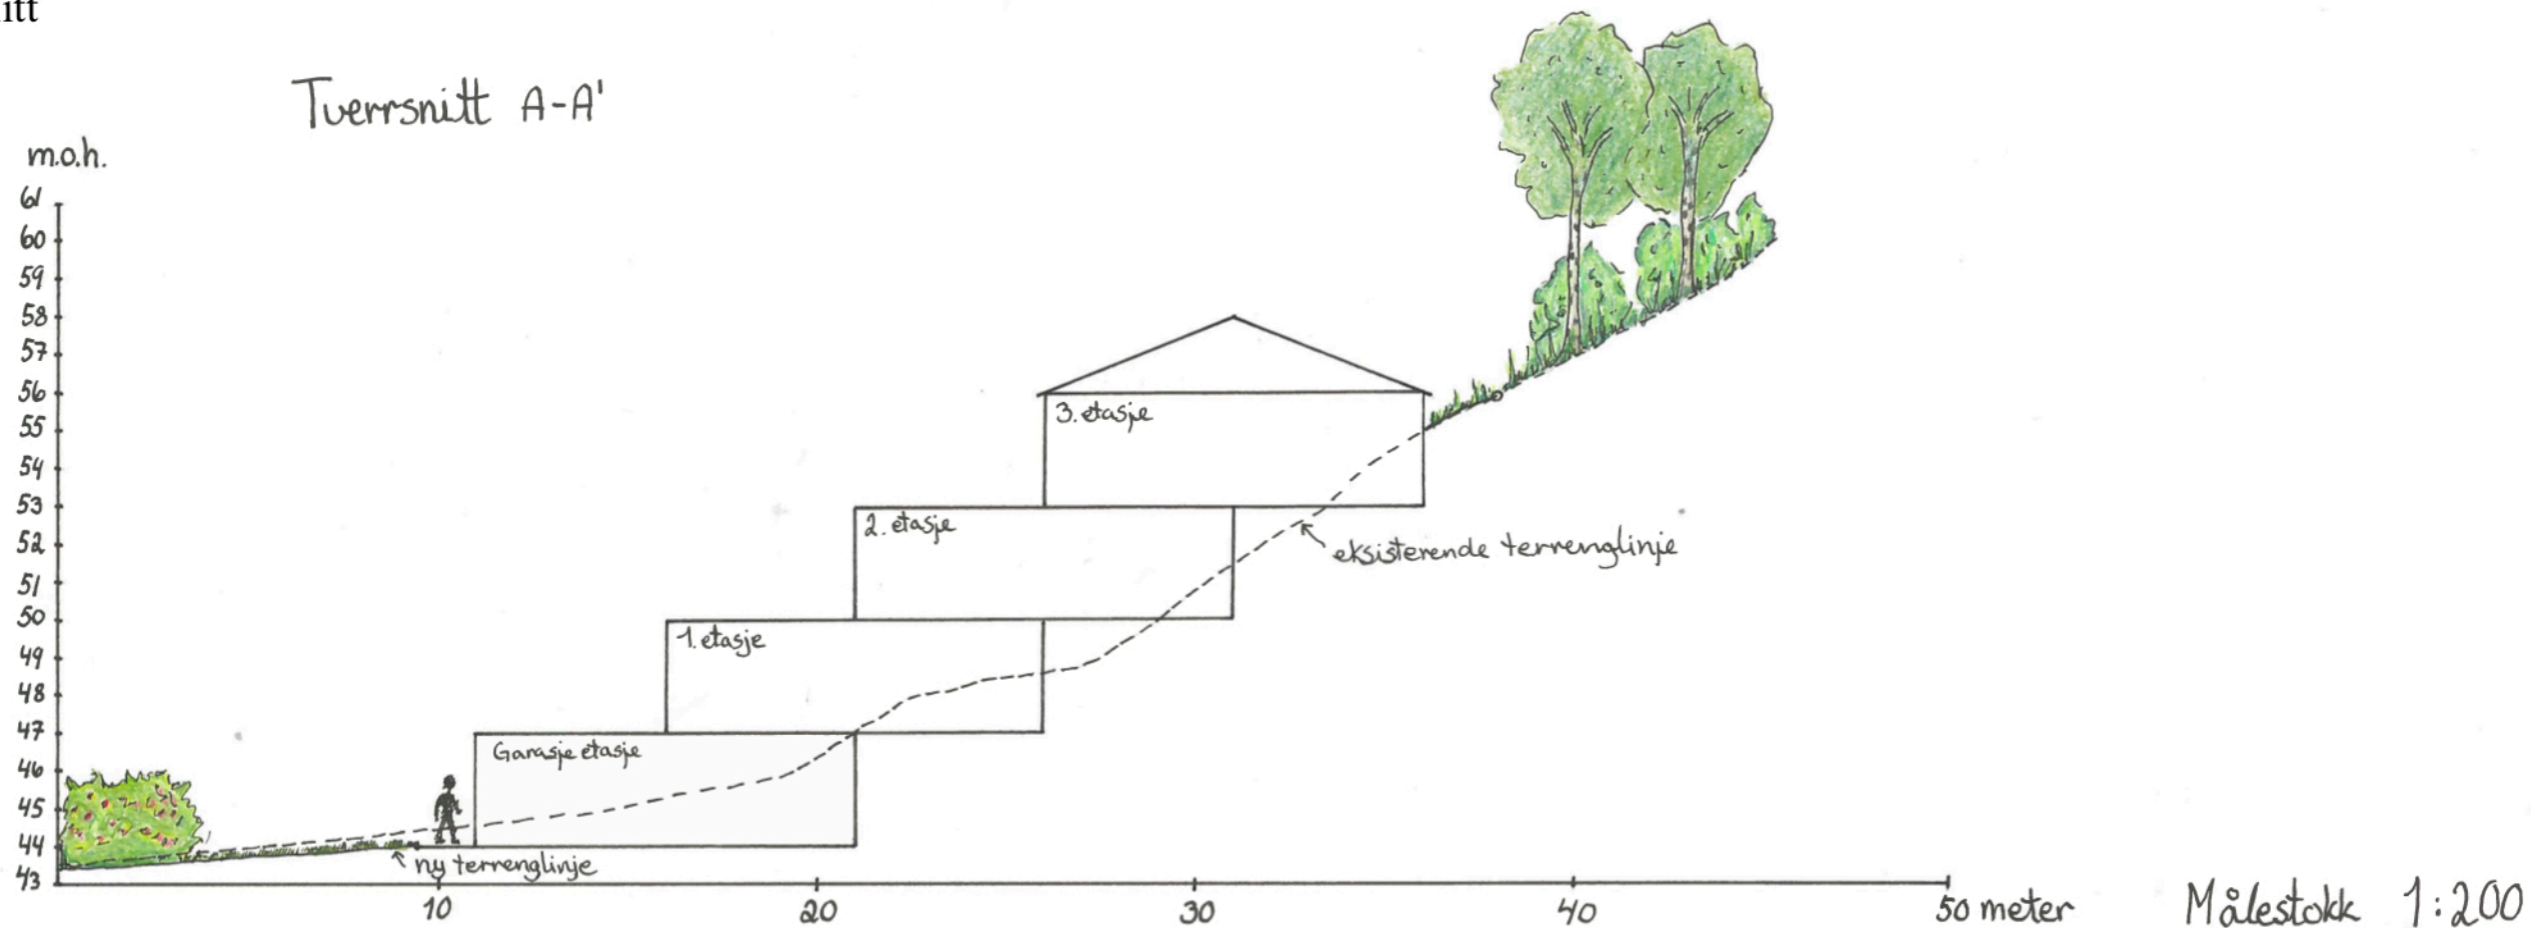 itt
Tverrsnitt A-A'
m.o.h.
61
60
59
58
57
56
55
54
53
52
51
50
49
48
47
46
45
44
43
3. etasje
2. etasje
eksisterende terrenglinje
1. etasje
Garasje etasje
ny terrenglinje
10 20 30 40 50 meter
Målestokk 1:200